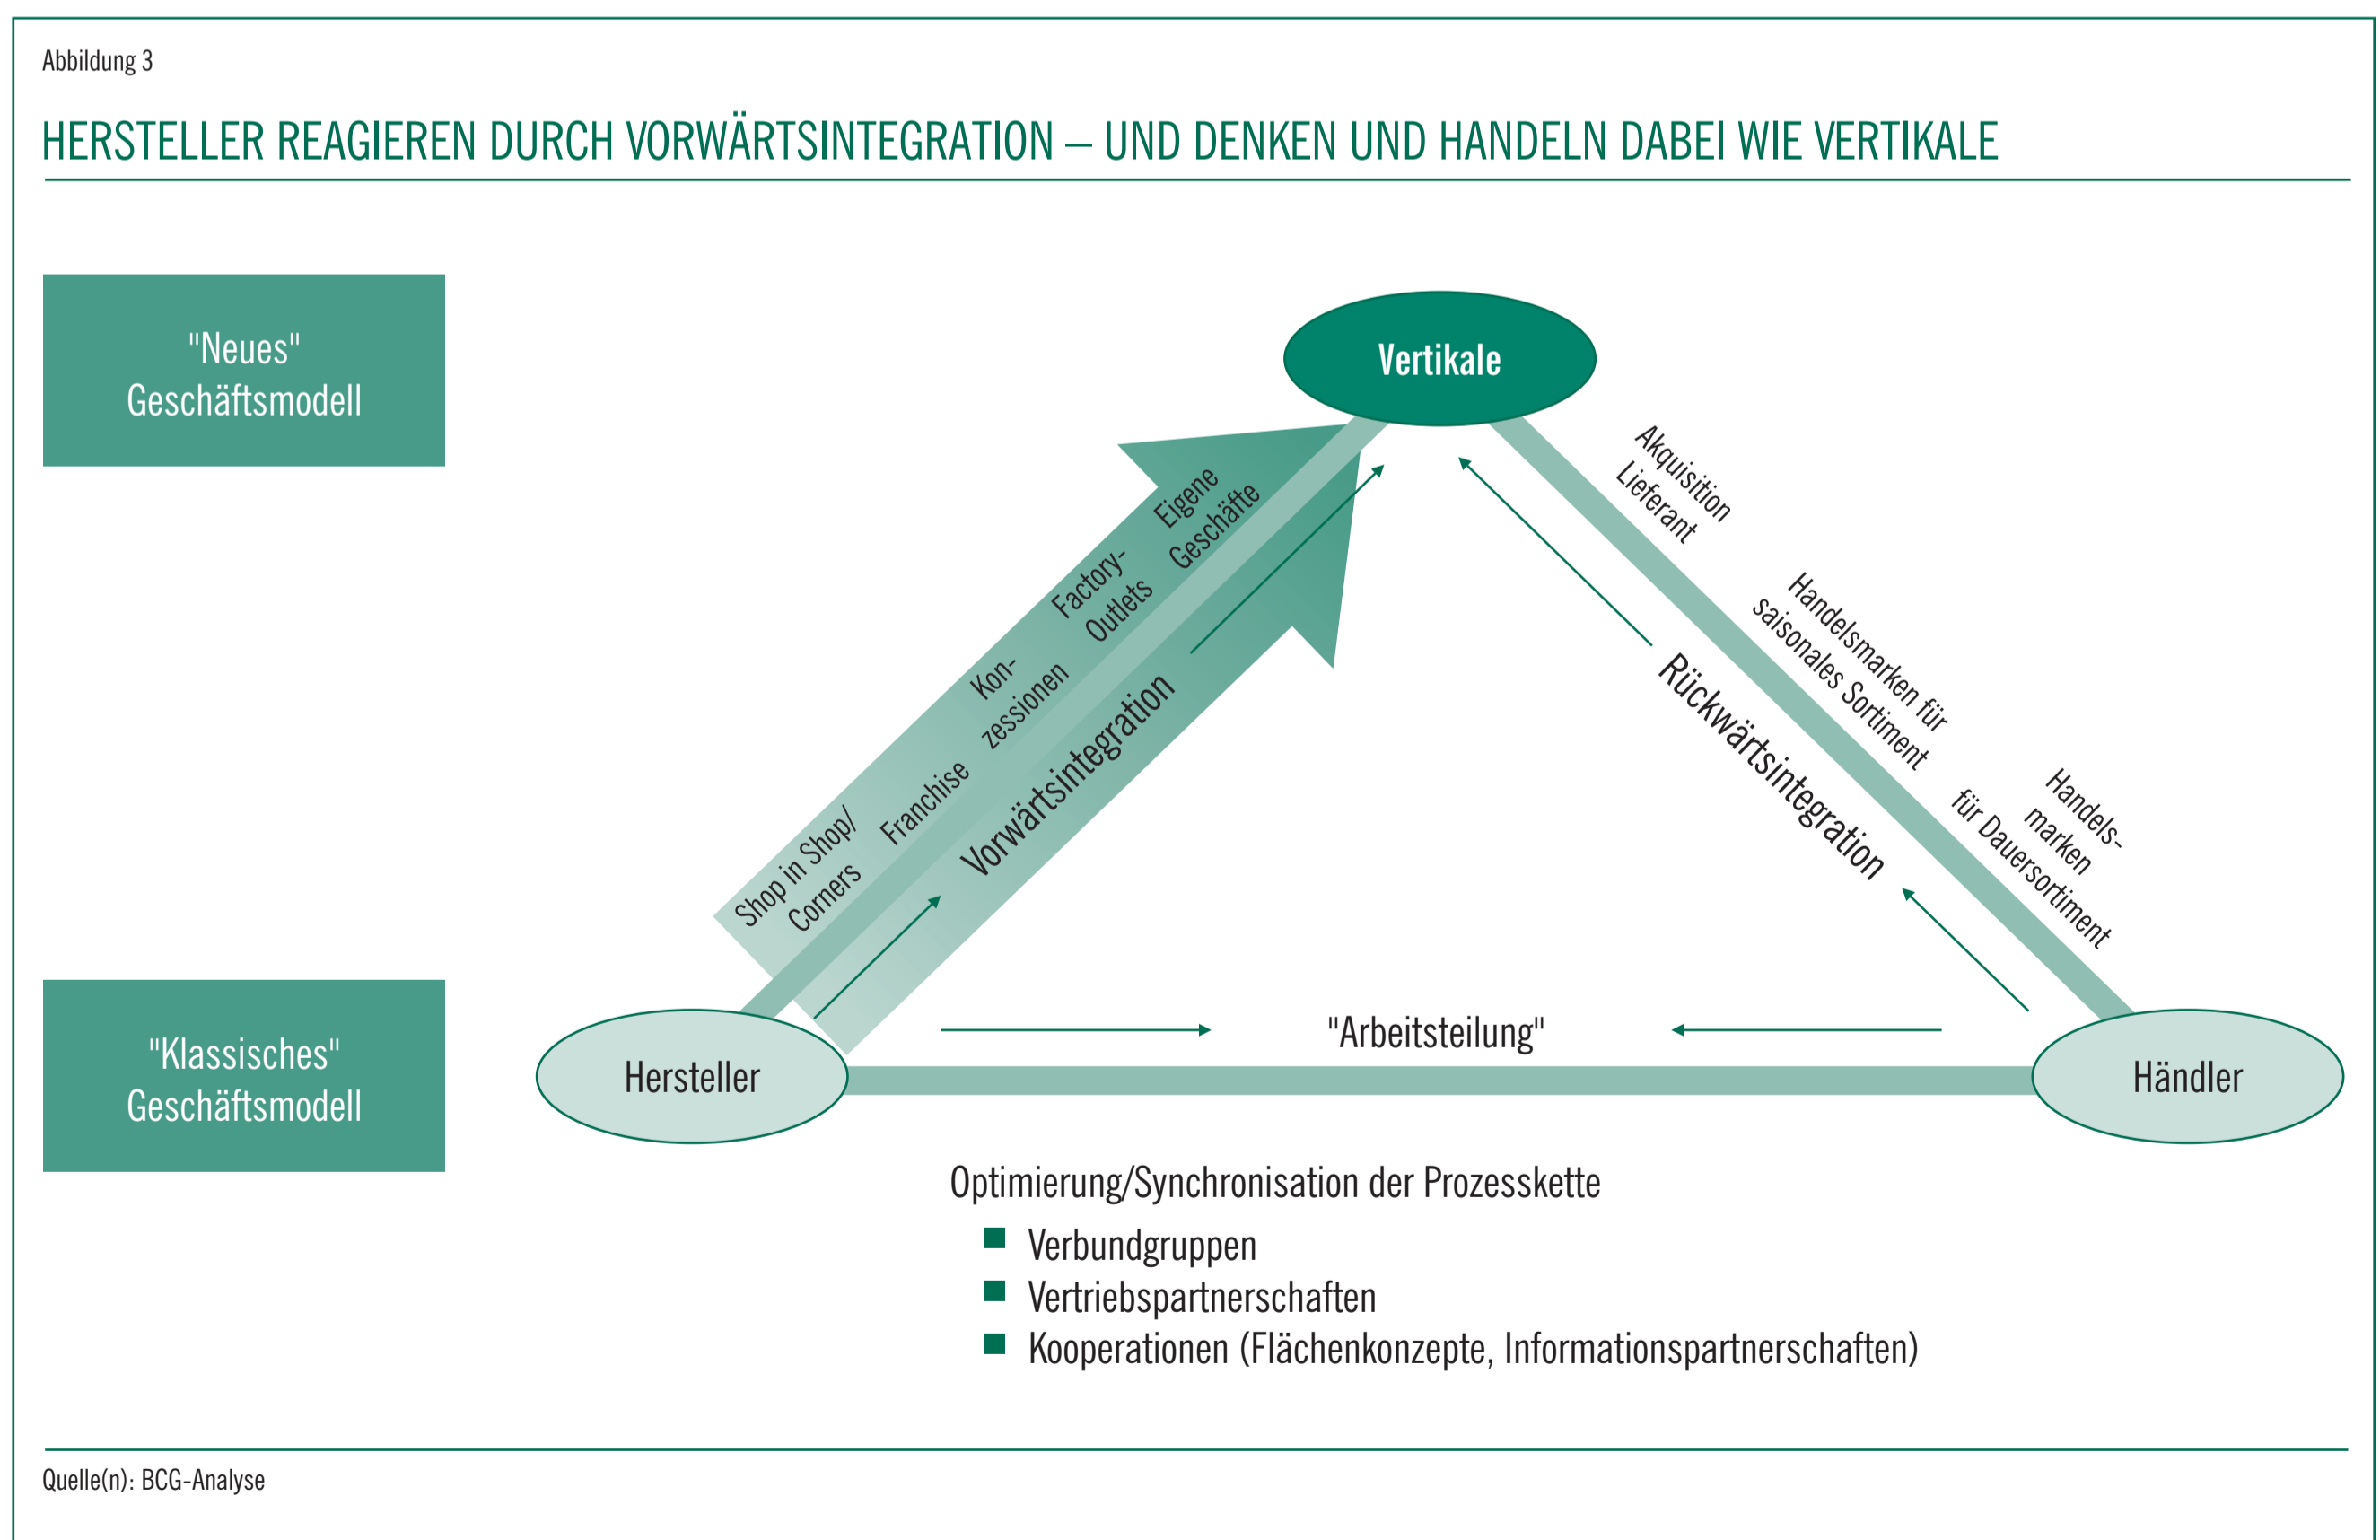 Abbildung 3
HERSTELLER REAGIEREN DURCH VORWÄRTSINTEGRATION – UND DENKEN UND HANDELN DABEI WIE VERTIKALE
"Neues"
Geschäftsmodell
Vertikale
Eigene
Geschäfte
Factory-
Outlets
Kon-
zessionen
Franchise
Shop in Shop/
Corners
Vorwärtsintegration
Akquisition
Lieferant
Handelsmarken für
saisonales Sortiment
Handels-
marken
für Dauersortiment
Rückwärtsintegration
"Klassisches"
Geschäftsmodell
Hersteller
"Arbeitsteilung"
Händler
Optimierung/Synchronisation der Prozesskette
Verbundgruppen
Vertriebspartnerschaften
Kooperationen (Flächenkonzepte, Informationspartnerschaften)
Quelle(n): BCG-Analyse